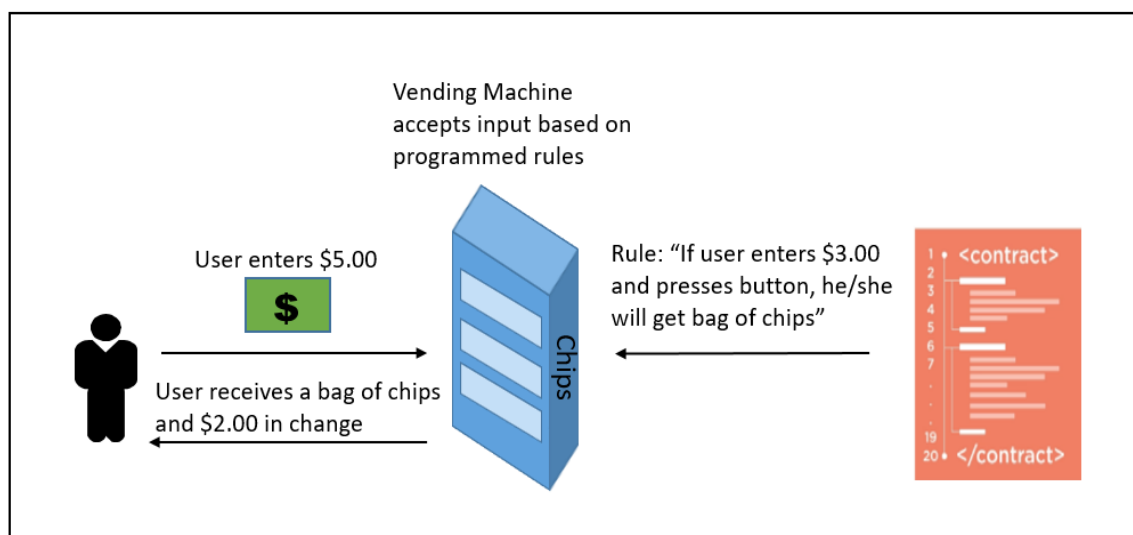 Vending Machine
accepts input based on
programmed rules
User enters $5.00
$
User receives a bag of chips
and $2.00 in change
Chips
Rule: “If user enters $3.00
and presses button, he/she
will get bag of chips”
1 <contract>
2
3
4
5
6
7
.
.
.
19
20 </contract>